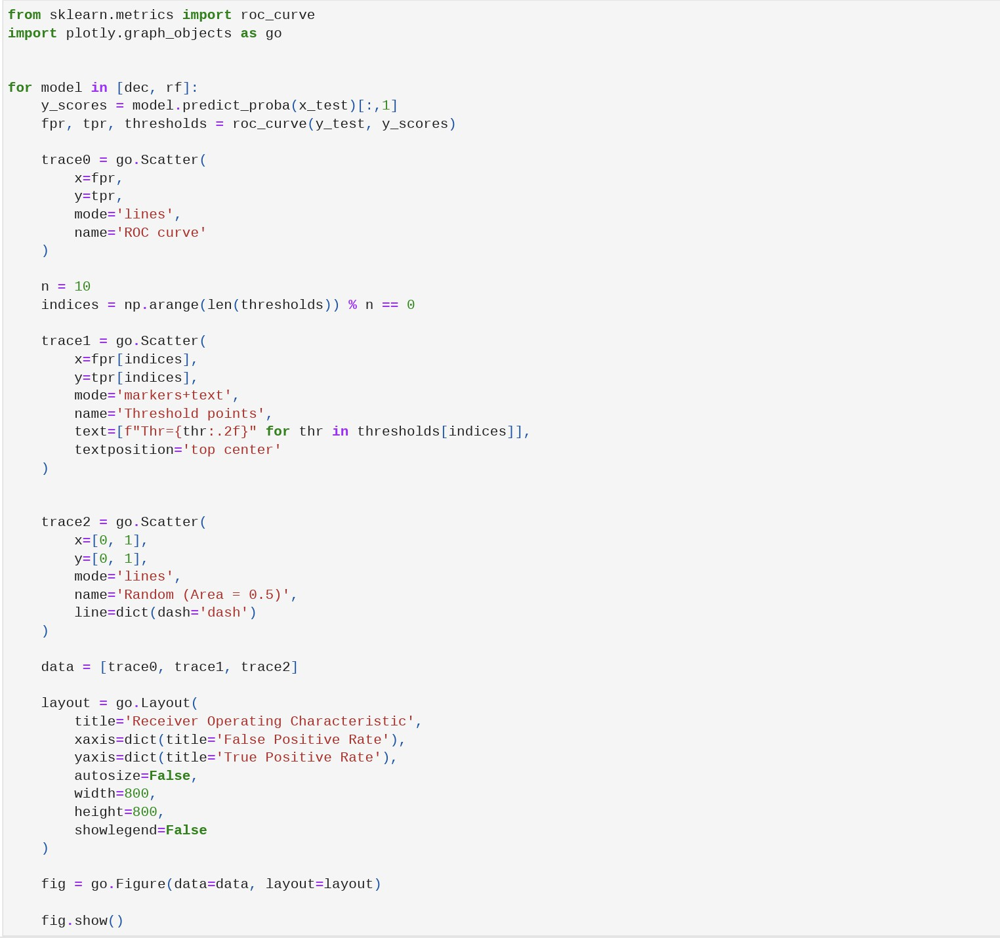 from sklearn.metrics import roc_curve
import plotly.graph_objects as go
for model in [dec, rf]:
    y_scores = model.predict_proba(x_test)[:,1]
    fpr, tpr, thresholds = roc_curve(y_test, y_scores)
    trace0 = go.Scatter(
        x=fpr,
        y=tpr,
        mode='lines',
        name='ROC curve'
    )
    n = 10
    indices = np.arange(len(thresholds)) % n == 0
    trace1 = go.Scatter(
        x=fpr[indices],
        y=tpr[indices],
        mode='markers+text',
        name='Threshold points',
        text=[f"Thr={thr:.2f}" for thr in thresholds[indices]],
        textposition='top center'
    )
    trace2 = go.Scatter(
        x=[0, 1],
        y=[0, 1],
        mode='lines',
        name='Random (Area = 0.5)',
        line=dict(dash='dash')
    )
    data = [trace0, trace1, trace2]
    layout = go.Layout(
        title='Receiver Operating Characteristic',
        xaxis=dict(title='False Positive Rate'),
        yaxis=dict(title='True Positive Rate'),
        autosize=False,
        width=800,
        height=800,
        showlegend=False
    )
    fig = go.Figure(data=data, layout=layout)
    fig.show()